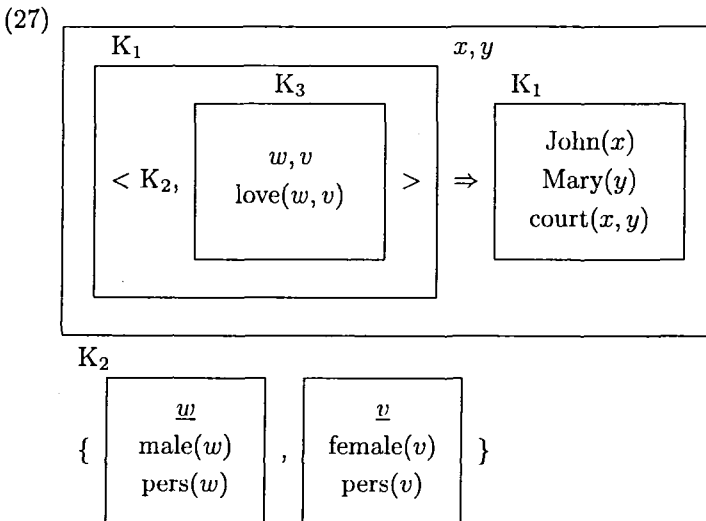 (27)
K₁ x, y
K₃ K₁
< K₂, w, v love(w, v) > ⇒ John(x)
Mary(y)
court(x, y)
K₂
{ w male(w) pers(w) , v female(v) pers(v) }